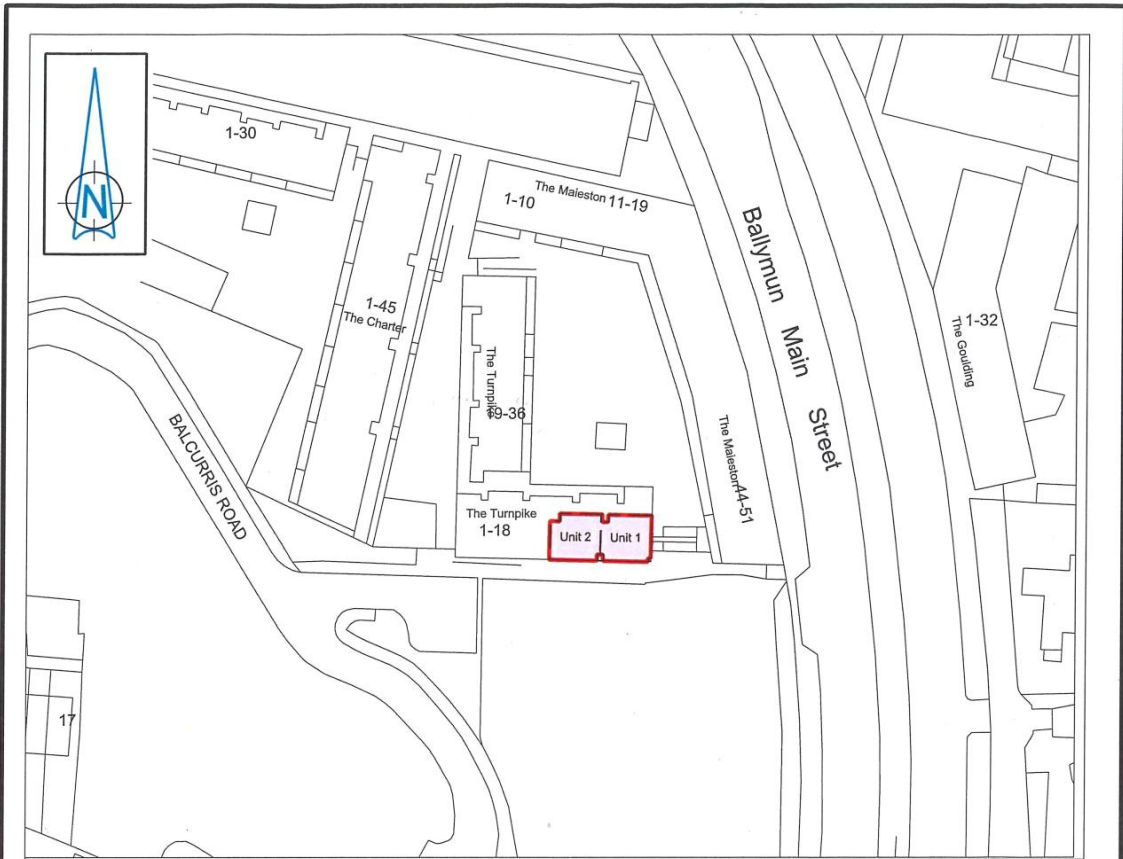 N
1-30
The Maieston 11-19
1-10
1-45
The Charter
Ballymun Main Street
1-32
The Goulding
The Turnpike
19-36
BALCURRIS ROAD
The Maieston 44-51
The Turnpike
1-18
Unit 2
Unit 1
17